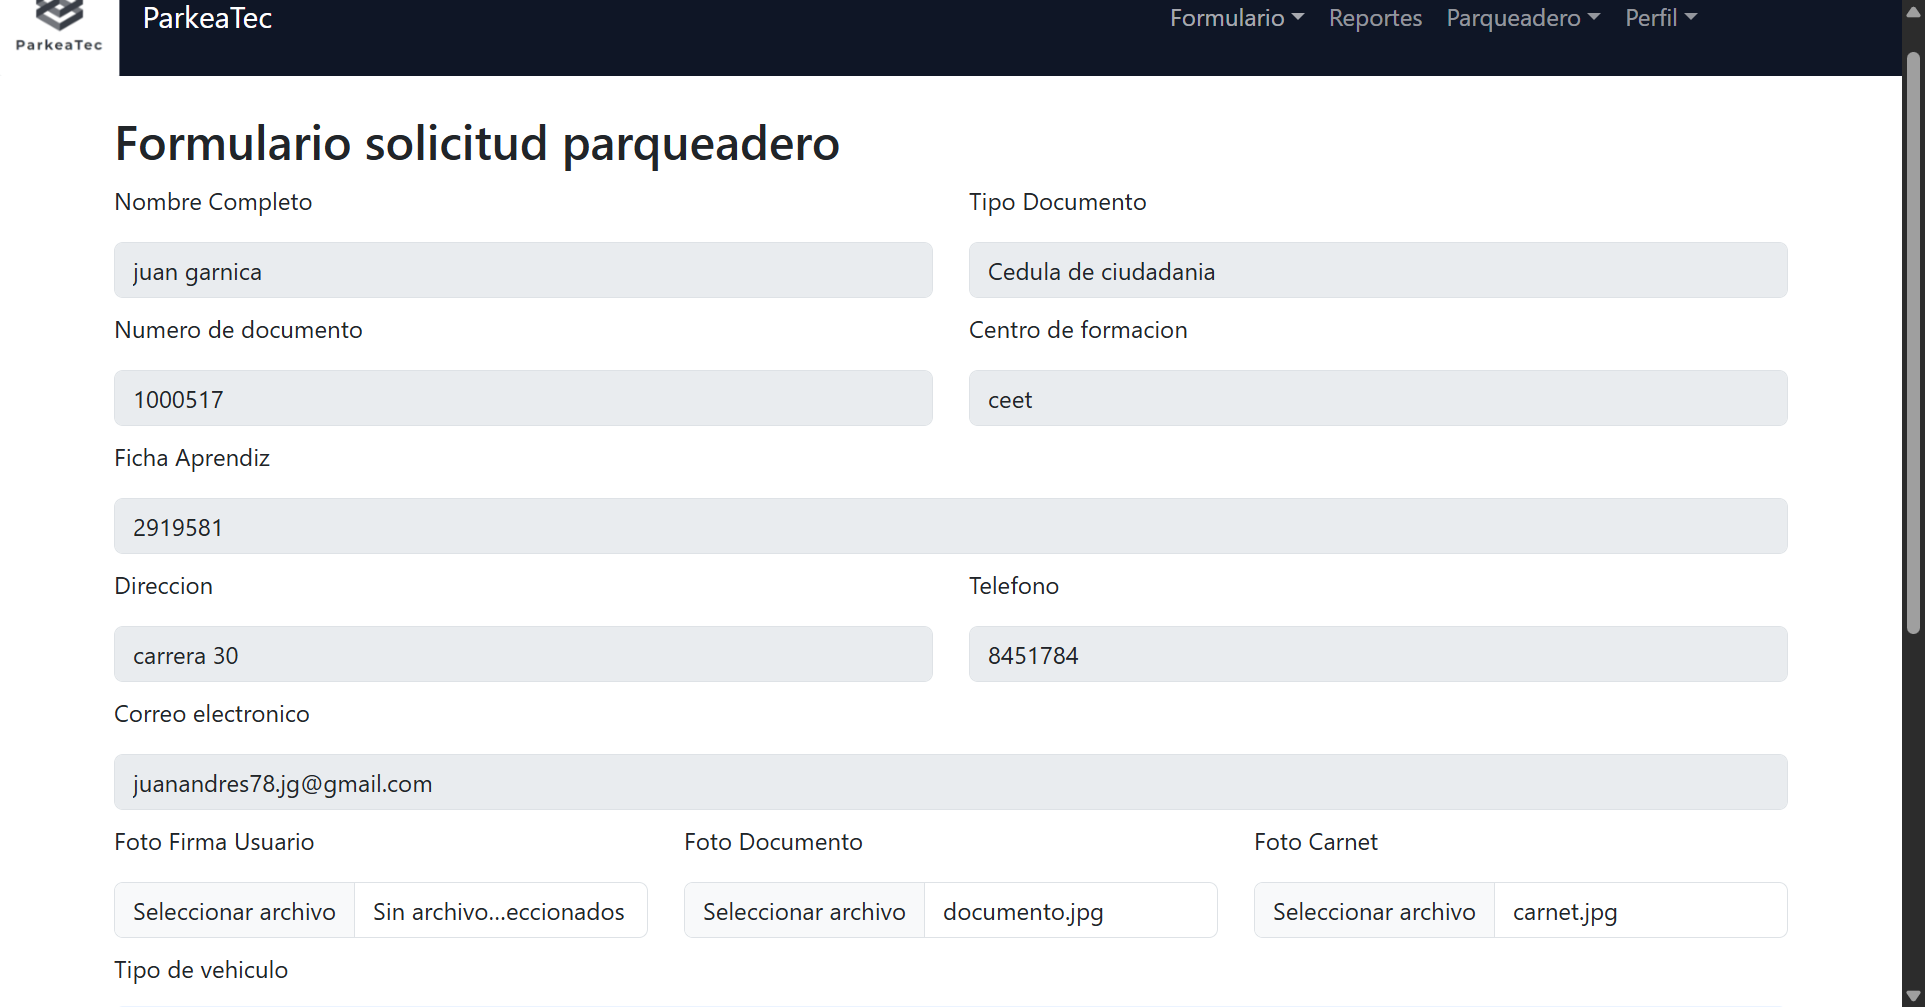 ParkeaTec
ParkeaTec Formulario Reportes Parqueadero Perfil
Formulario solicitud parqueadero
Nombre Completo Tipo Documento
juan garnica Cedula de ciudadania
Numero de documento Centro de formacion
1000517 ceet
Ficha Aprendiz
2919581
Direccion Telefono
carrera 30 8451784
Correo electronico
juanandres78.jg@gmail.com
Foto Firma Usuario Foto Documento Foto Carnet
Seleccionar archivo Sin archivo...eccionados Seleccionar archivo documento.jpg Seleccionar archivo carnet.jpg
Tipo de vehiculo